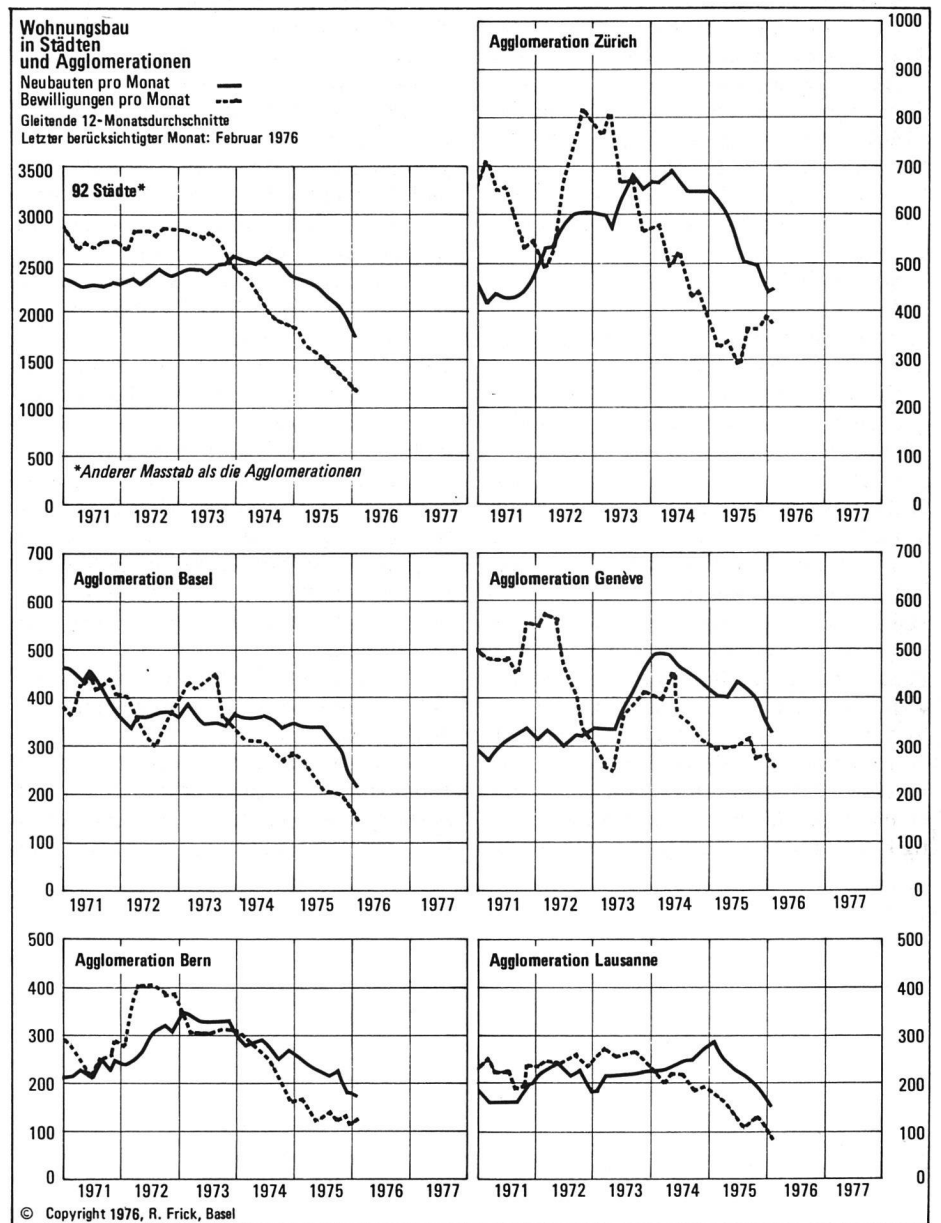 Wohnungsbau
in Städten
und Agglomerationen
Neubauten pro Monat
Bewilligungen pro Monat
Gleitende 12-Monatsdurchschnitte
Letzter berücksichtigter Monat: Februar 1976
92 Städte*
3500
3000
2500
2000
1500
1000
500
0
*Anderer Masstab als die Agglomerationen
1971 1972 1973 1974 1975 1976 1977
Agglomeration Zürich
1000
900
800
700
600
500
400
300
200
100
0
1971 1972 1973 1974 1975 1976 1977
Agglomeration Basel
700
600
500
400
300
200
100
0
1971 1972 1973 1974 1975 1976 1977
Agglomeration Genève
700
600
500
400
300
200
100
0
1971 1972 1973 1974 1975 1976 1977
Agglomeration Bern
500
400
300
200
100
0
1971 1972 1973 1974 1975 1976 1977
Agglomeration Lausanne
500
400
300
200
100
0
1971 1972 1973 1974 1975 1976 1977
© Copyright 1976, R. Frick, Basel